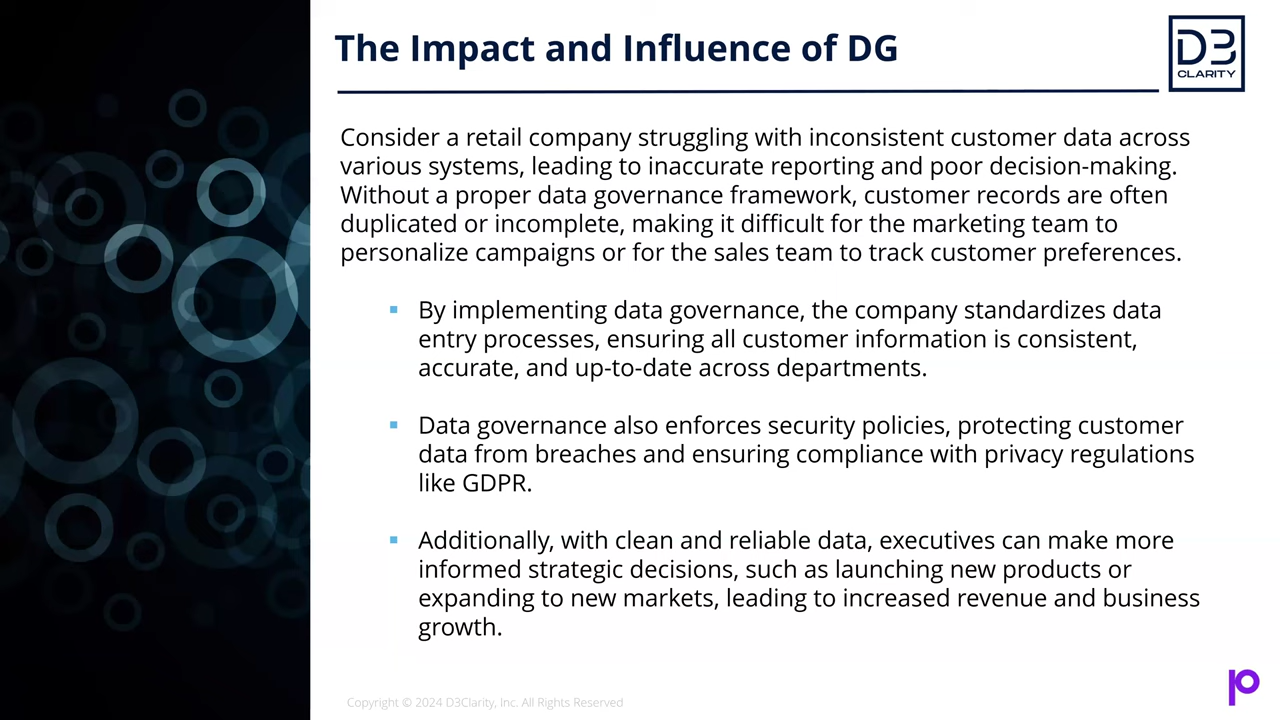 The Impact and Influence of DG
D3
CLARITY
Consider a retail company struggling with inconsistent customer data across
various systems, leading to inaccurate reporting and poor decision-making.
Without a proper data governance framework, customer records are often
duplicated or incomplete, making it difficult for the marketing team to
personalize campaigns or for the sales team to track customer preferences.
▪ By implementing data governance, the company standardizes data
entry processes, ensuring all customer information is consistent,
accurate, and up-to-date across departments.
▪ Data governance also enforces security policies, protecting customer
data from breaches and ensuring compliance with privacy regulations
like GDPR.
▪ Additionally, with clean and reliable data, executives can make more
informed strategic decisions, such as launching new products or
expanding to new markets, leading to increased revenue and business
growth.
Copyright © 2024 D3Clarity, Inc. All Rights Reserved